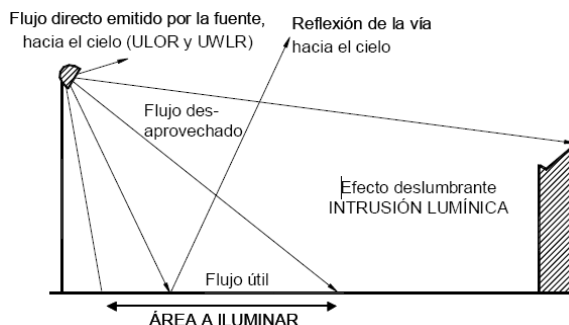 Flujo directo emitido por la fuente,
hacia el cielo (ULOR y UWLR)
Reflexión de la vía
hacia el cielo
Flujo des-
aprovechado
Efecto deslumbrante
INTRUSIÓN LUMÍNICA
Flujo útil
ÁREA A ILUMINAR